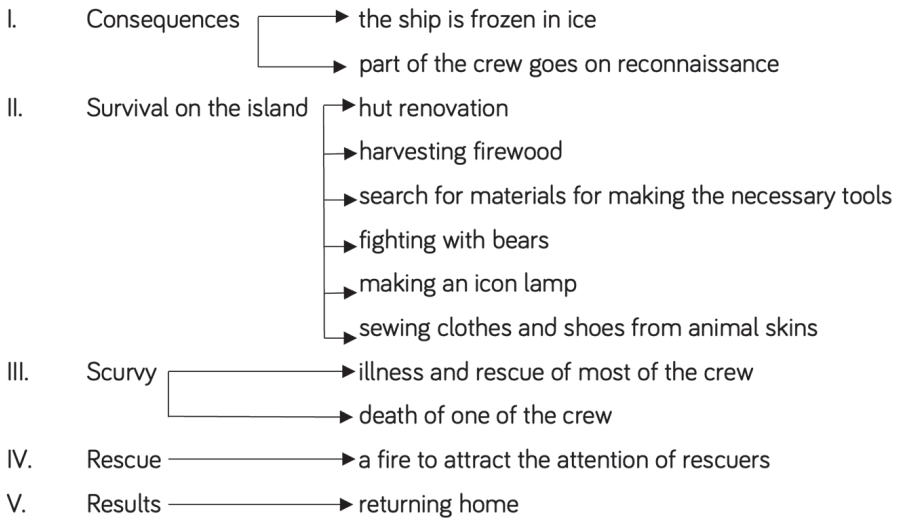 I. Consequences the ship is frozen in ice
part of the crew goes on reconnaissance
II. Survival on the island hut renovation
harvesting firewood
search for materials for making the necessary tools
fighting with bears
making an icon lamp
sewing clothes and shoes from animal skins
III. Scurvy illness and rescue of most of the crew
death of one of the crew
IV. Rescue a fire to attract the attention of rescuers
V. Results returning home